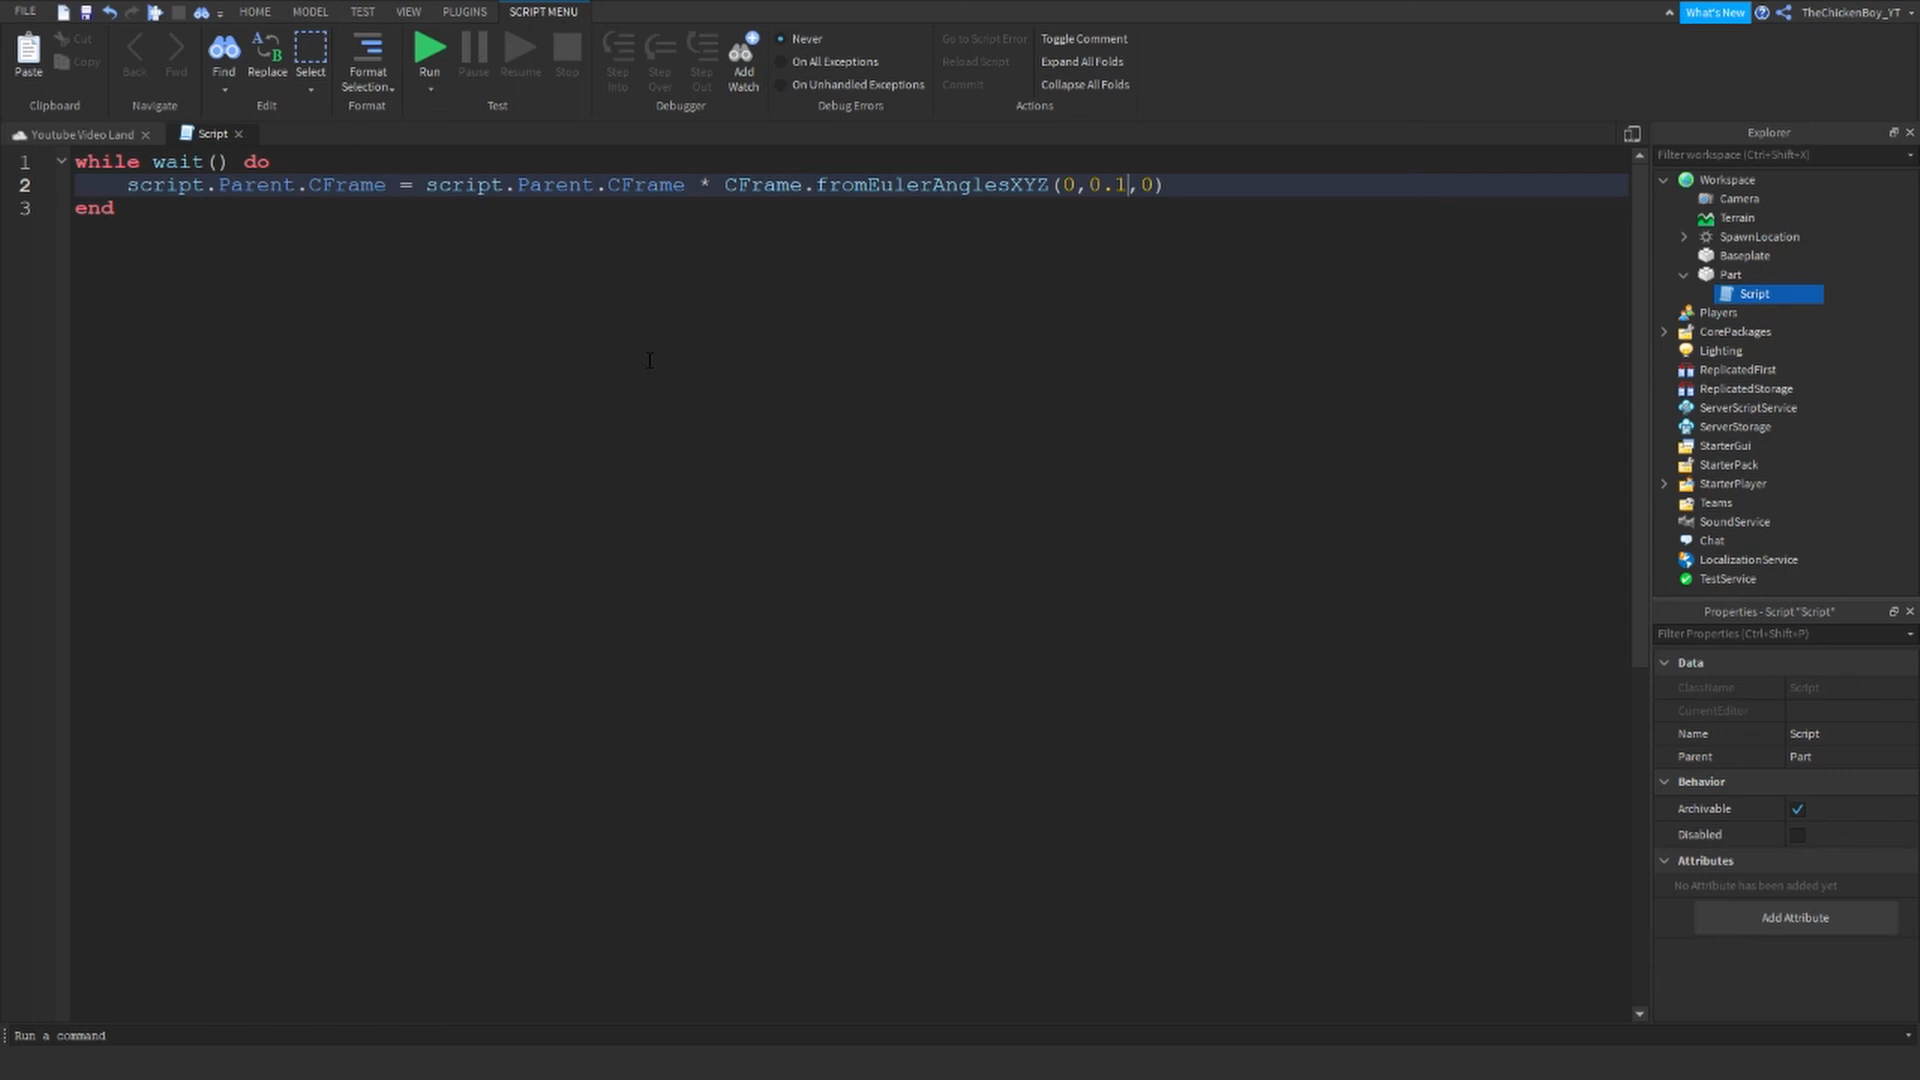 FILE HOME MODEL TEST VIEW PLUGINS SCRIPT MENU What's New TheChickenBoy_YT
Paste Cut Copy Clipboard
Back Fwd Navigate
Find Replace Select Edit
Format Selection Format
Run Pause Resume Stop Test
Step Into Step Over Step Out Add Watch Debugger
Never
On All Exceptions
On Unhandled Exceptions
Debug Errors
Go to Script Error Toggle Comment
Reload Script Expand All Folds
Commit Collapse All Folds
Actions
Youtube Video Land Script
1 while wait() do
2 script.Parent.CFrame = script.Parent.CFrame * CFrame.fromEulerAnglesXYZ(0,0.1,0)
3 end
Explorer
Filter workspace (Ctrl+Shift+X)
Workspace
Camera
Terrain
SpawnLocation
Baseplate
Part
Script
Players
CorePackages
Lighting
ReplicatedFirst
ReplicatedStorage
ServerScriptService
ServerStorage
StarterGui
StarterPack
StarterPlayer
Teams
SoundService
Chat
LocalizationService
TestService
Properties - Script "Script"
Filter Properties (Ctrl+Shift+P)
Data
ClassName Script
CurrentEditor
Name Script
Parent Part
Behavior
Archivable
Disabled
Attributes
No Attribute has been added yet
Add Attribute
Run a command